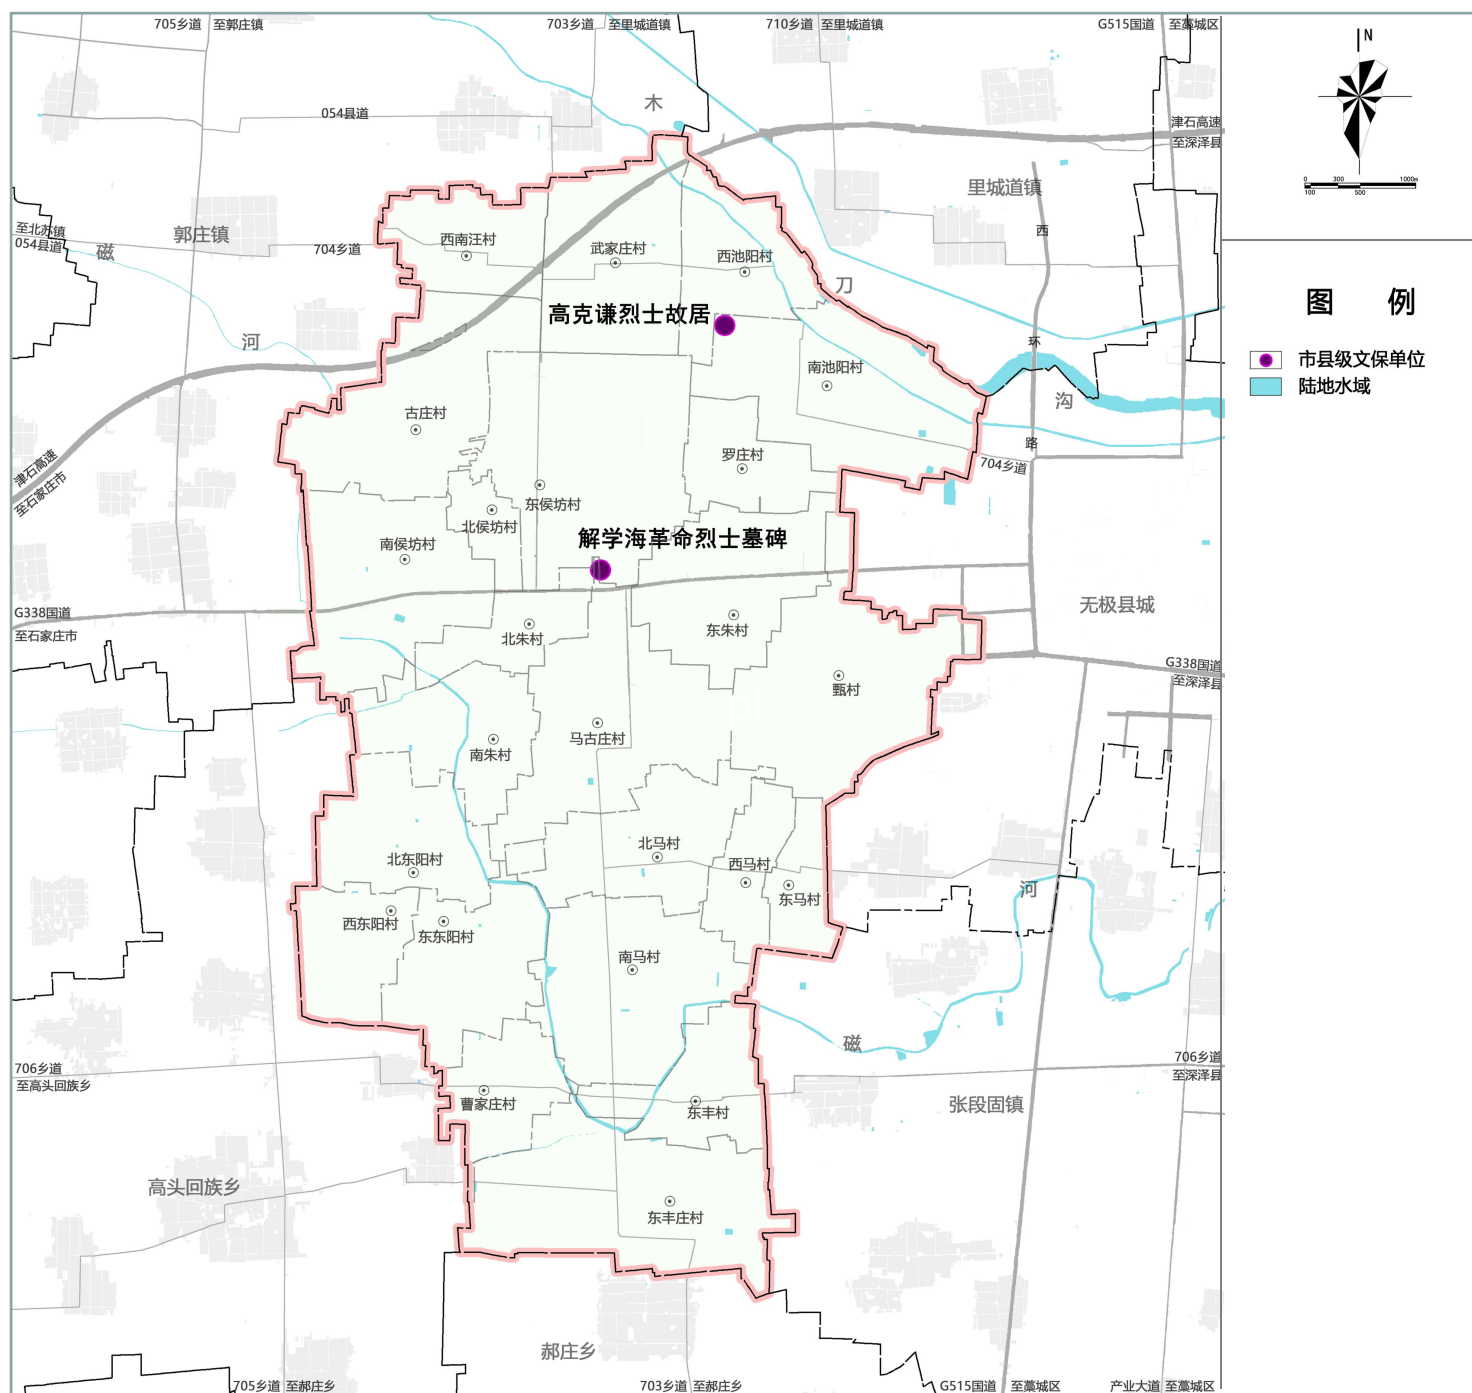 705乡道 至郭庄镇
703乡道 至里城道镇
710乡道 至里城道镇
G515国道 至藁城区
N
木
054县道
津石高速
至深泽县
0 300 1000m
100 500
里城道镇
至北苏镇
054县道
磁
郭庄镇
704乡道
西南汪村
武家庄村
西池阳村
西
刀
高克谦烈士故居
图 例
河
环
市县级文保单位
南池阳村
陆地水域
沟
古庄村
路
罗庄村
704乡道
津石高速
至石家庄市
东侯坊村
北侯坊村
南侯坊村
解学海革命烈士墓碑
G338国道
至石家庄市
无极县城
北朱村
东朱村
G338国道
至深泽县
甄村
南朱村
马古庄村
北马村
北东阳村
西马村
东马村
河
西东阳村
东东阳村
南马村
磁
706乡道
至高头回族乡
706乡道
至深泽县
曹家庄村
东丰村
张段固镇
高头回族乡
东丰庄村
郝庄乡
705乡道 至郝庄乡
703乡道 至郝庄乡
G515国道 至藁城区
产业大道 至藁城区